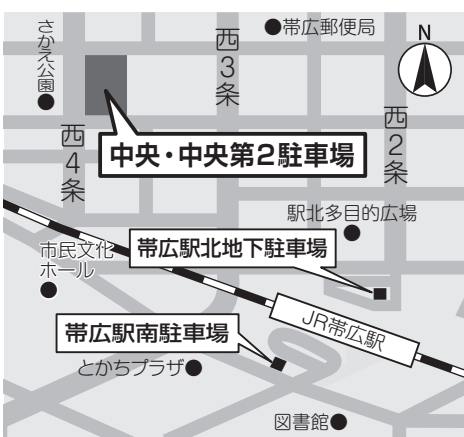 さかえ公園
西3条
帯広郵便局
N
西4条
西2条
中央・中央第2駐車場
駅北多目的広場
市民文化
ホール
帯広駅北地下駐車場
JR帯広駅
帯広駅南駐車場
とかちプラザ
図書館